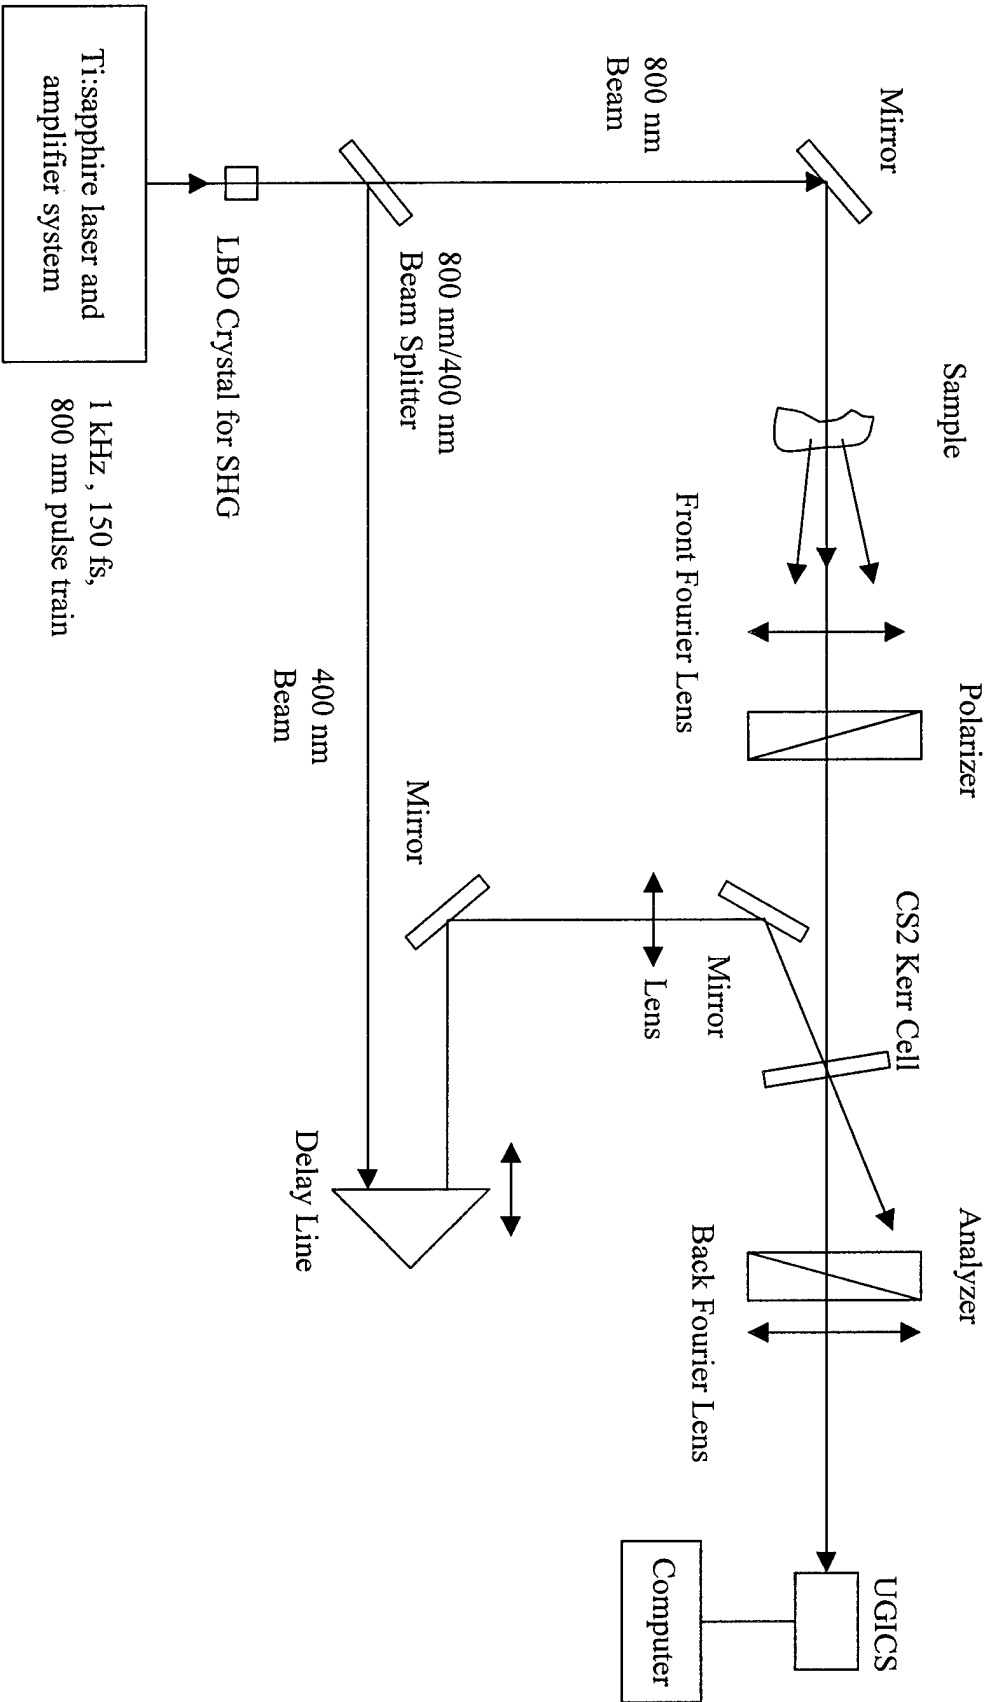 Mirror
Sample
Polarizer
CS2 Kerr Cell
Analyzer
UGICS
800 nm
Beam
Front Fourier Lens
Mirror
Lens
Back Fourier Lens
Computer
800 nm/400 nm
Beam Splitter
Mirror
400 nm
Beam
Delay Line
LBO Crystal for SHG
Ti:sapphire laser and
amplifier system
1 kHz , 150 fs,
800 nm pulse train